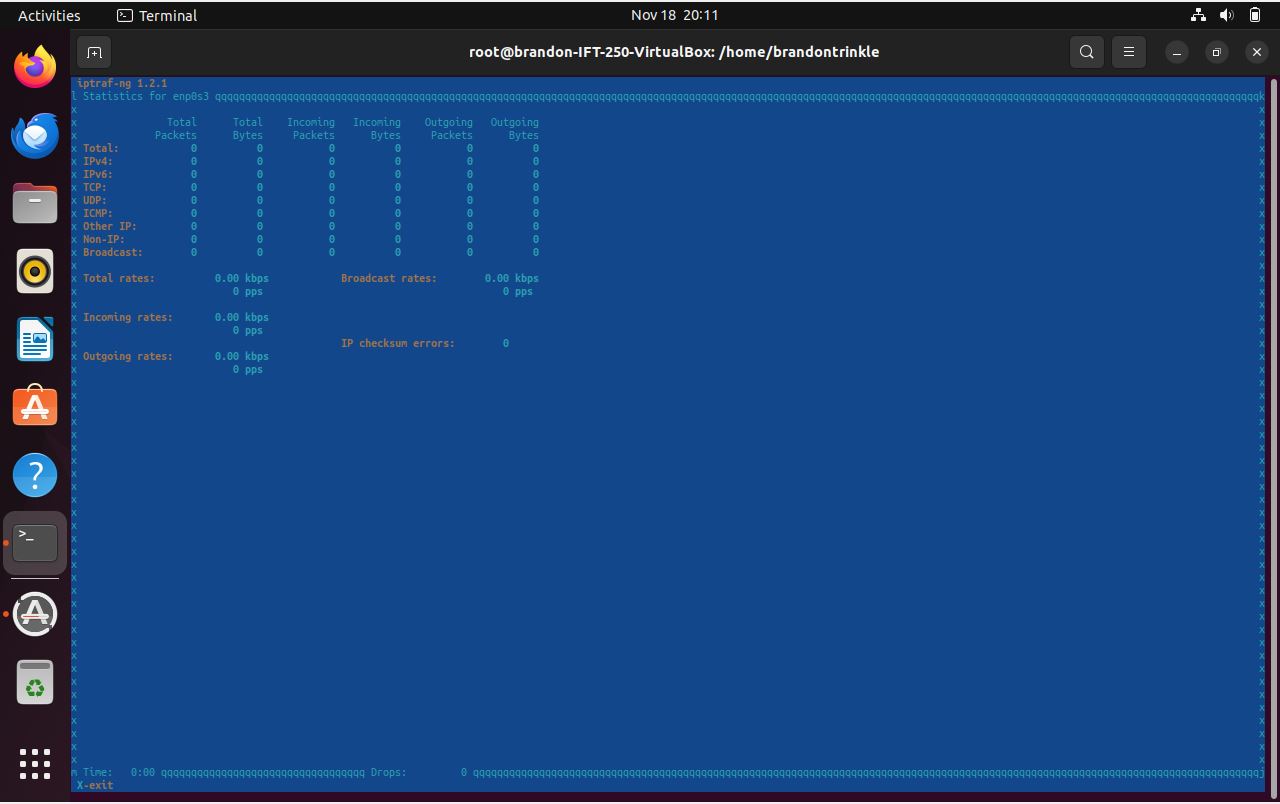 Activities Terminal Nov 18 20:11
root@brandon-IFT-250-VirtualBox: /home/brandontrinkle
iptraf-ng 1.2.1
l Statistics for enp0s3
Total Total Incoming Incoming Outgoing Outgoing
Packets Bytes Packets Bytes Packets Bytes
x Total: 0 0 0 0 0 0
x IPv4: 0 0 0 0 0 0
x IPv6: 0 0 0 0 0 0
x TCP: 0 0 0 0 0 0
x UDP: 0 0 0 0 0 0
x ICMP: 0 0 0 0 0 0
x Other IP: 0 0 0 0 0 0
x Non-IP: 0 0 0 0 0 0
x Broadcast: 0 0 0 0 0 0
x Total rates: 0.00 kbps Broadcast rates: 0.00 kbps
x 0 pps 0 pps
x Incoming rates: 0.00 kbps
x 0 pps
x IP checksum errors: 0
x Outgoing rates: 0.00 kbps
x 0 pps
m Time: 0:00 Drops: 0
X-exit